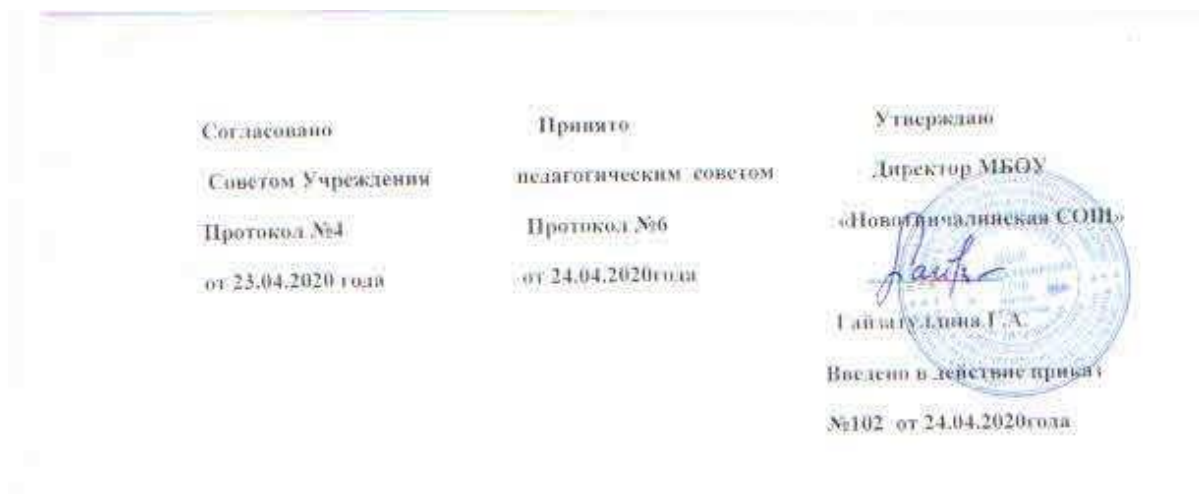 Согласовано
Советом Учреждения
Протокол №4
от 23.04.2020 года
Принято
педагогическим советом
Протокол №6
от 24.04.2020года
Утверждаю
Директор МБОУ
СОШ»
Г.А.
Введено в действие приказ
№102 от 24.04.2020года